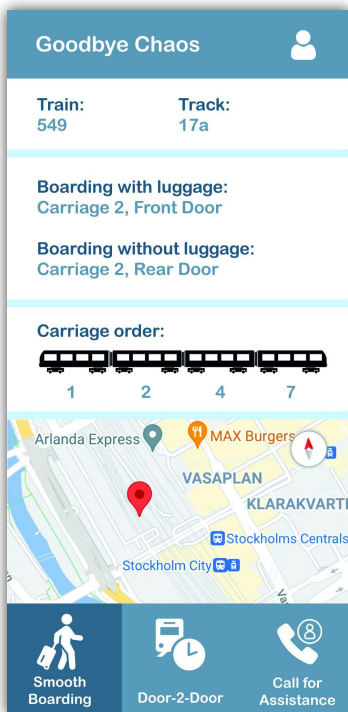 Goodbye Chaos
Train: Track:
549 17a
Boarding with luggage:
Carriage 2, Front Door
Boarding without luggage:
Carriage 2, Rear Door
Carriage order:
1 2 4 7
Arlanda Express
MAX Burgers
VASAPLAN
KLARAKVARTE
Stockholms Centrals
Stockholm City
Smooth
Boarding
Door-2-Door
Call for
Assistance